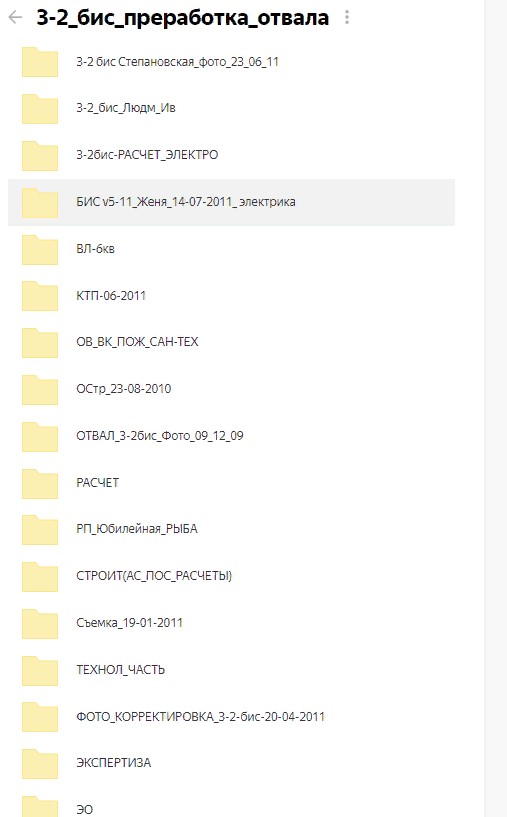 3-2_бис_преработка_отвала
3-2 бис Степановская_фото_23_06_11
3-2_бис_Людм_Ив
3-2бис-РАСЧЕТ_ЭЛЕКТРО
БИС v5-11_Женя_14-07-2011_электрика
ВЛ-6кв
КТП-06-2011
ОВ_ВК_ПОЖ_САН-ТЕХ
ОСтр_23-08-2010
ОТВАЛ_3-2бис_Фото_09_12_09
РАСЧЕТ
РП_Юбилейная_РЫБА
СТРОИТ(АС_ПОС_РАСЧЕТЫ)
Съемка_19-01-2011
ТЕХНОЛ_ЧАСТЬ
ФОТО_КОРРЕКТИРОВКА_3-2-бис-20-04-2011
ЭКСПЕРТИЗА
ЭО